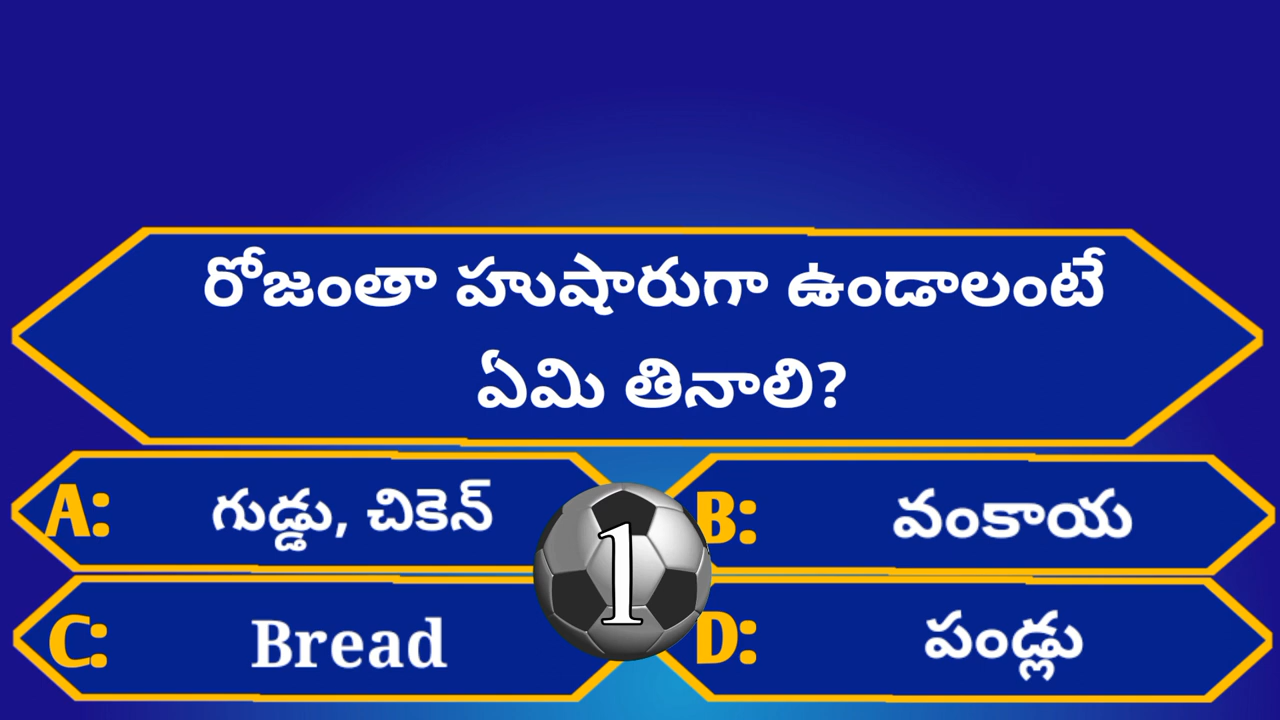 రోజంతా హుషారుగా ఉండాలంటే
ఏమి తినాలి?
A: గుడ్డు, చికెన్
B: వంకాయ
1
C: Bread
D: పండ్లు